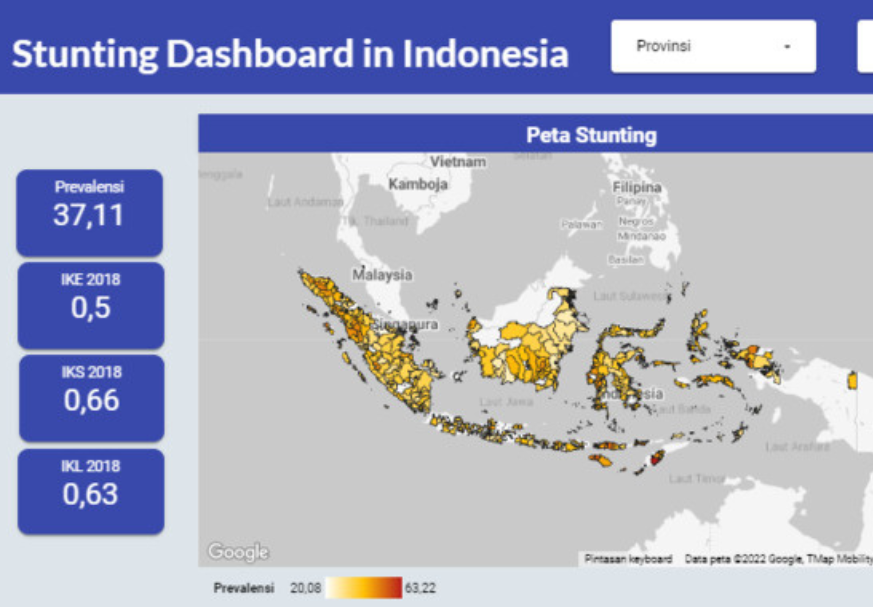 Stunting Dashboard in Indonesia
Provinsi
Peta Stunting
Prevalensi
37,11
IKE 2018
0,5
IKS 2018
0,66
IKL 2018
0,63
Vietnam
Kamboja
Filipina
Panay
Laut Andaman
Tlk. Thailand
Palawan
Negros
Mindanao
Basilan
Malaysia
Laut Sulawesi
Singapura
Laut Jawa
Indonesia
Laut Banda
Laut Arafura
Laut Timor
Google
Pintasan keyboard
Data peta ©2022 Google, TMap Mobility
Prevalensi 20,08 63,22